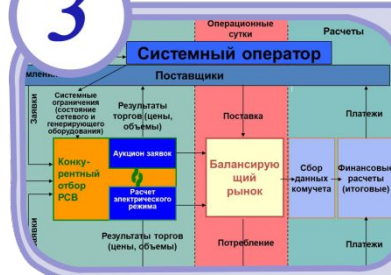 3
Операционные
сутки
Расчеты
Системный оператор
Поставщики
Заявки
Системные
ограничения
(состояние
сетевого и
генерирующего
оборудования)
Результаты
торгов (цены,
объемы)
Поставка
Платежи
Конку-
рентный
отбор
РСВ
Аукцион заявок
Расчет
электрического
режима
Балансирую
щий
рынок
Сбор
данных
комучета
Финансовые
расчеты
(итоговые)
Заявки
Результаты торгов
(цены, объемы)
Потребление
Платежи